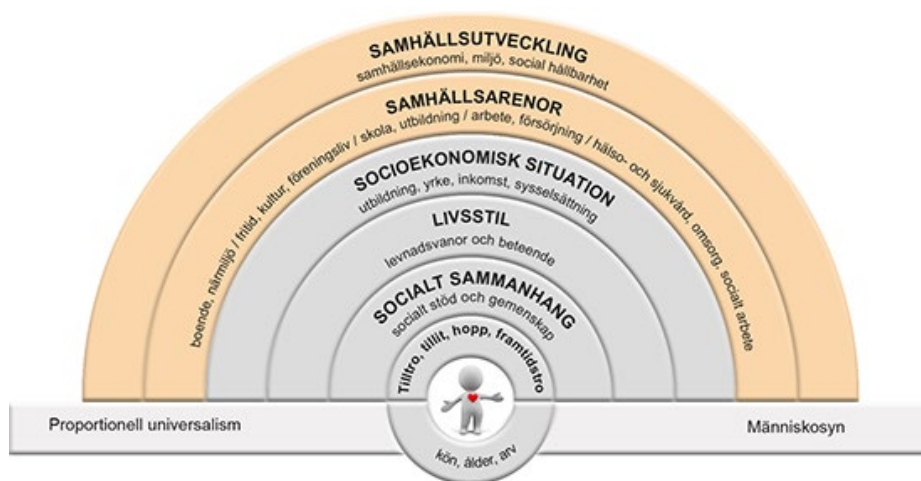 SAMHÄLLSUTVECKLING
samhällsekonomi, miljö, social hållbarhet
SAMHÄLLSARENOR
boende, närmiljö / fritid, kultur, föreningsliv / skola, utbildning / arbete, försörjning / hälso- och sjukvård, omsorg, socialt arbete
SOCIOEKONOMISK SITUATION
utbildning, yrke, inkomst, sysselsättning
LIVSSTIL
levnadsvanor och beteende
SOCIALT SAMMANHANG
socialt stöd och gemenskap
Tilltro, tillit, hopp, framtidstro
Proportionell universalism
Människosyn
kön, ålder, arv